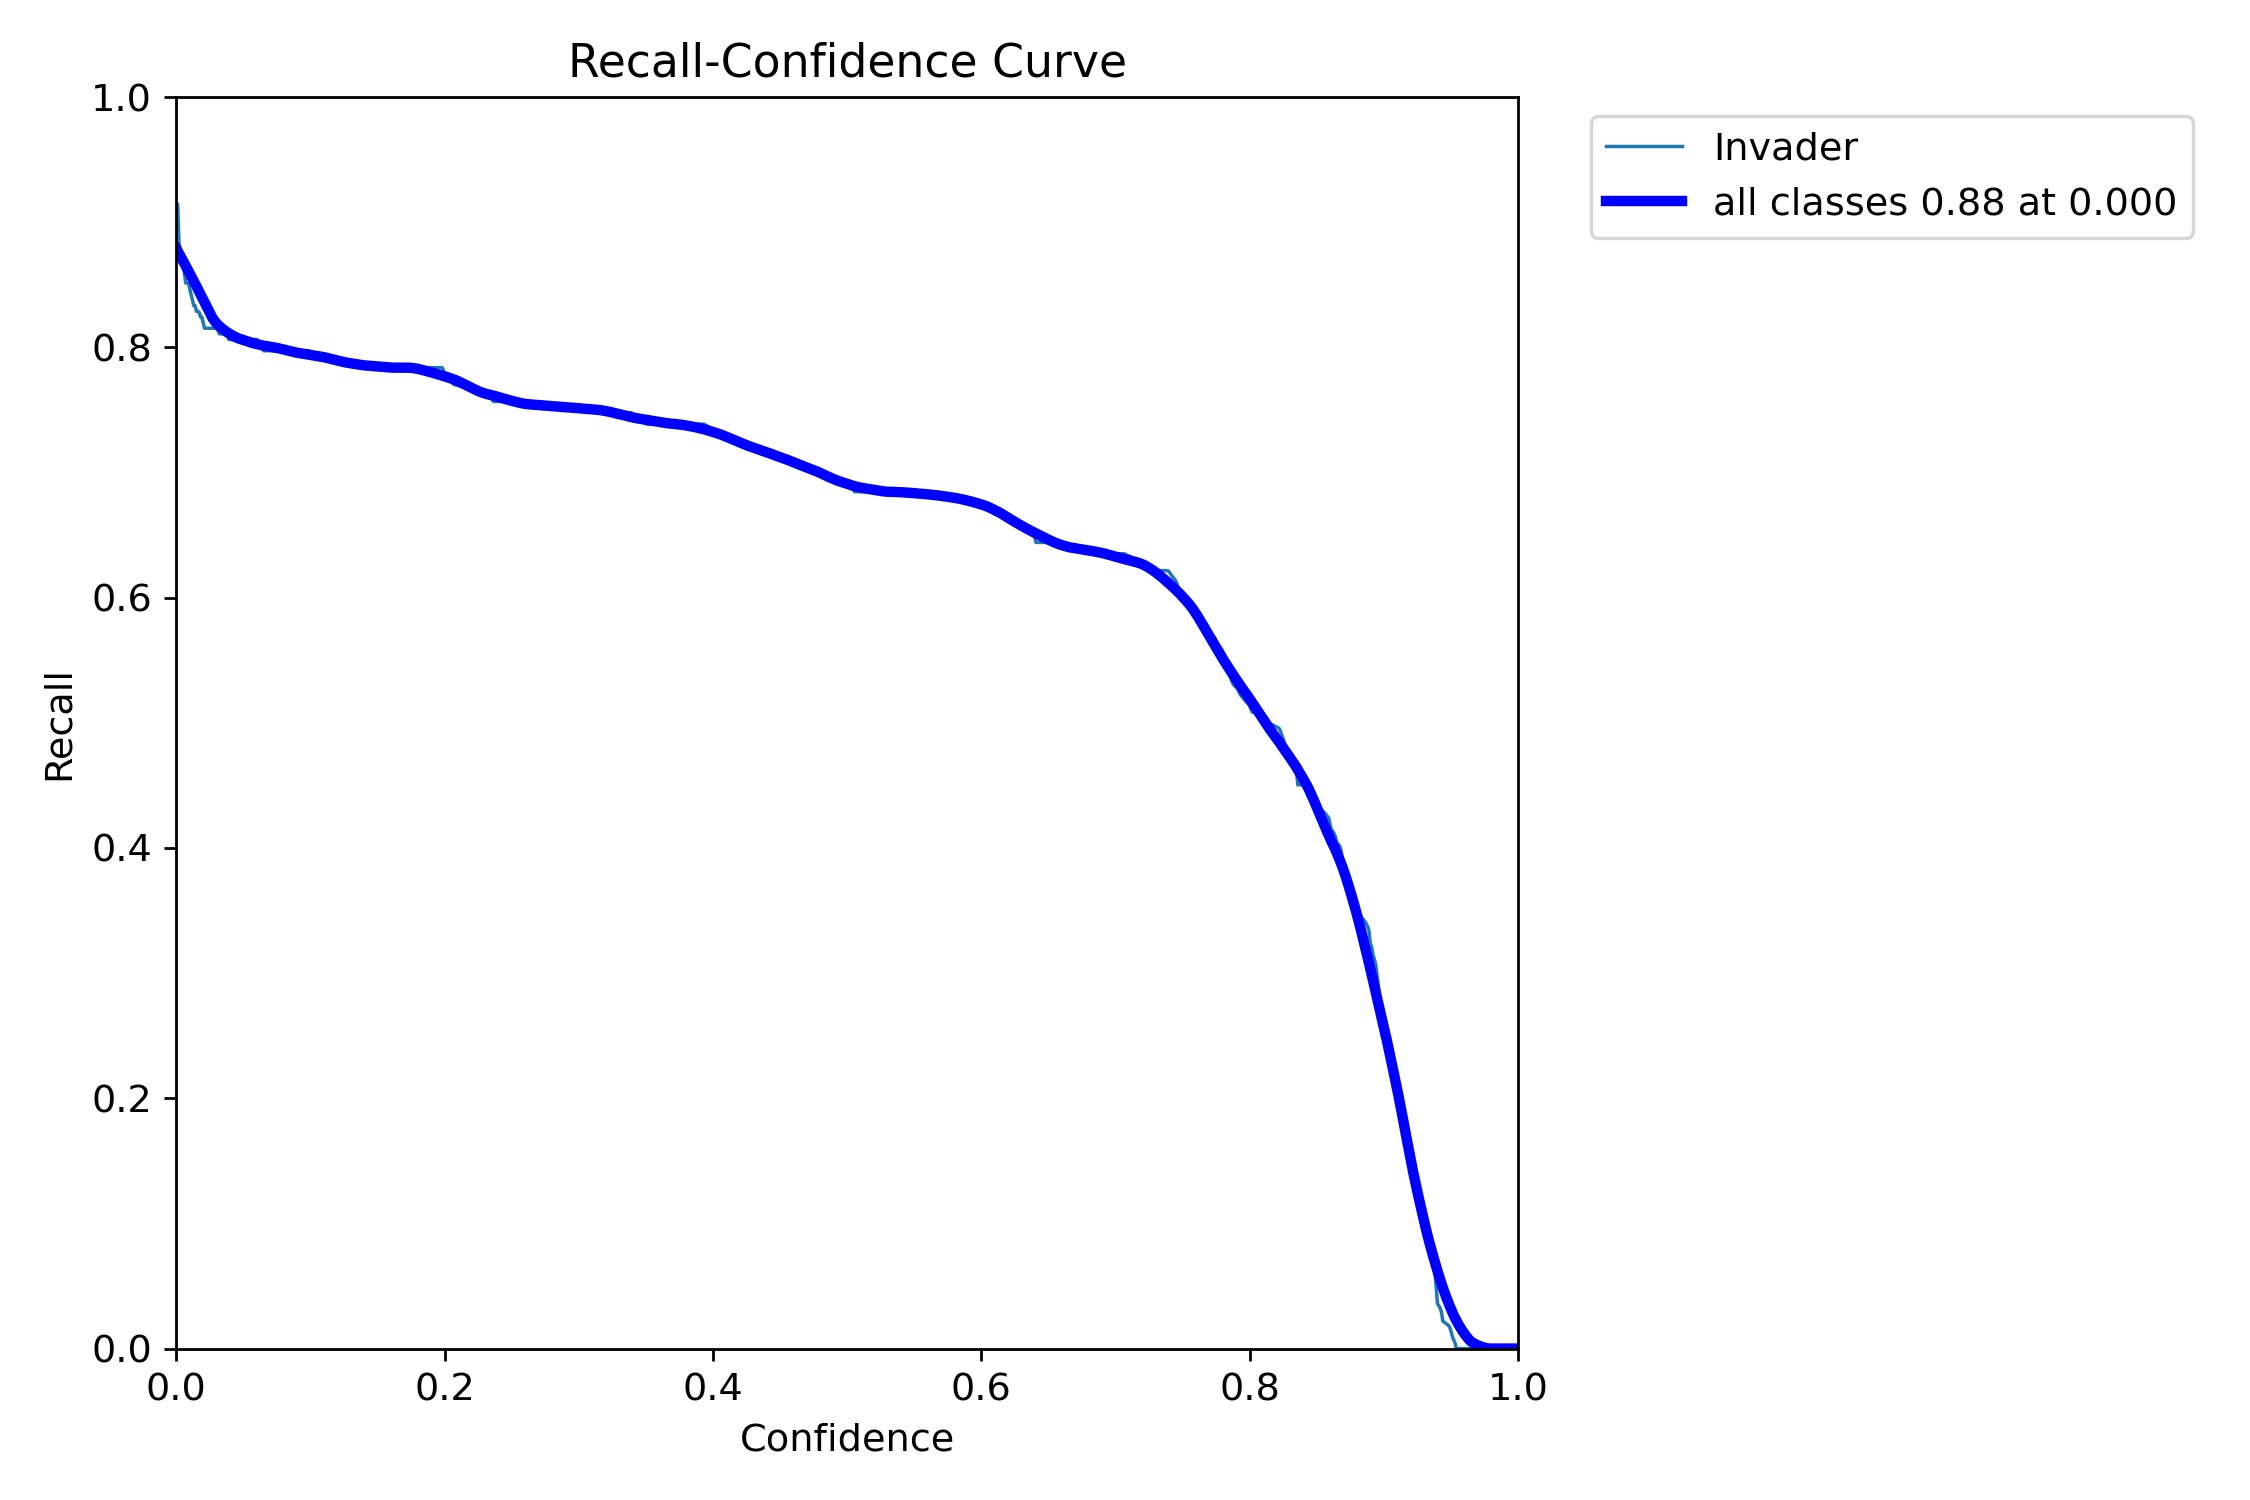 Recall-Confidence Curve
1.0
0.8
0.6
0.4
0.2
0.0
Recall
0.0 0.2 0.4 0.6 0.8 1.0
Confidence
Invader
all classes 0.88 at 0.000